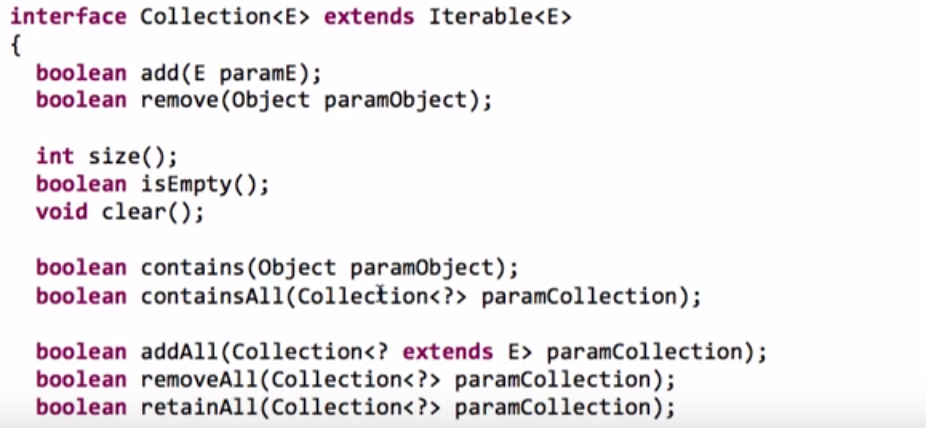 interface Collection<E> extends Iterable<E>
{
boolean add(E paramE);
boolean remove(Object paramObject);
int size();
boolean isEmpty();
void clear();
boolean contains(Object paramObject);
boolean containsAll(Collection<?> paramCollection);
boolean addAll(Collection<? extends E> paramCollection);
boolean removeAll(Collection<?> paramCollection);
boolean retainAll(Collection<?> paramCollection);